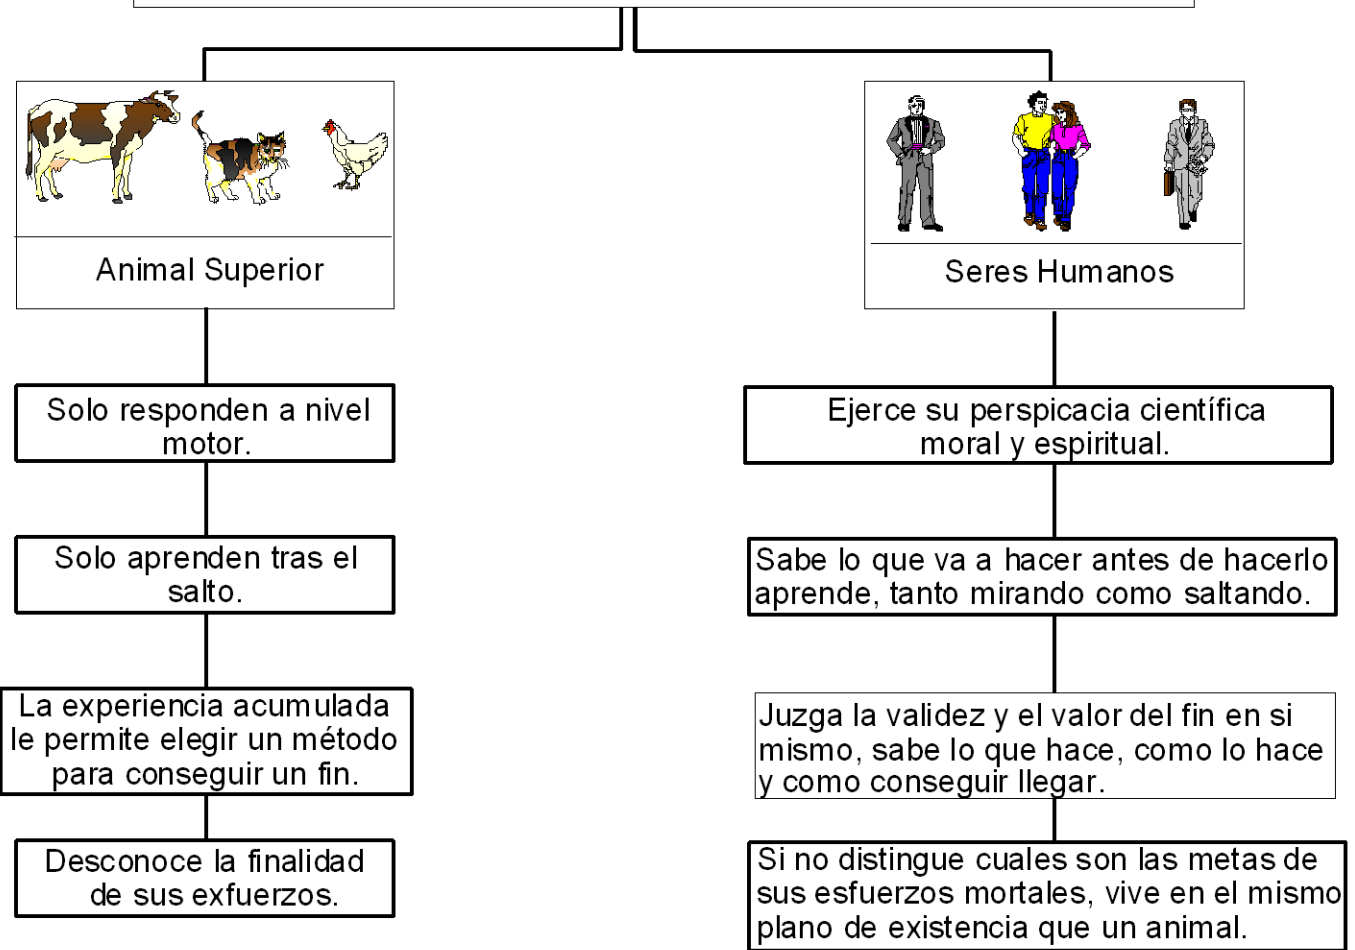 Animal Superior
Solo responden a nivel
motor.
Solo aprenden tras el
salto.
La experiencia acumulada
le permite elegir un método
para conseguir un fin.
Desconoce la finalidad
de sus exfuerzos.
Seres Humanos
Ejerce su perspicacia científica
moral y espiritual.
Sabe lo que va a hacer antes de hacerlo
aprende, tanto mirando como saltando.
Juzga la validez y el valor del fin en si
mismo, sabe lo que hace, como lo hace
y como conseguir llegar.
Si no distingue cuales son las metas de
sus esfuerzos mortales, vive en el mismo
plano de existencia que un animal.